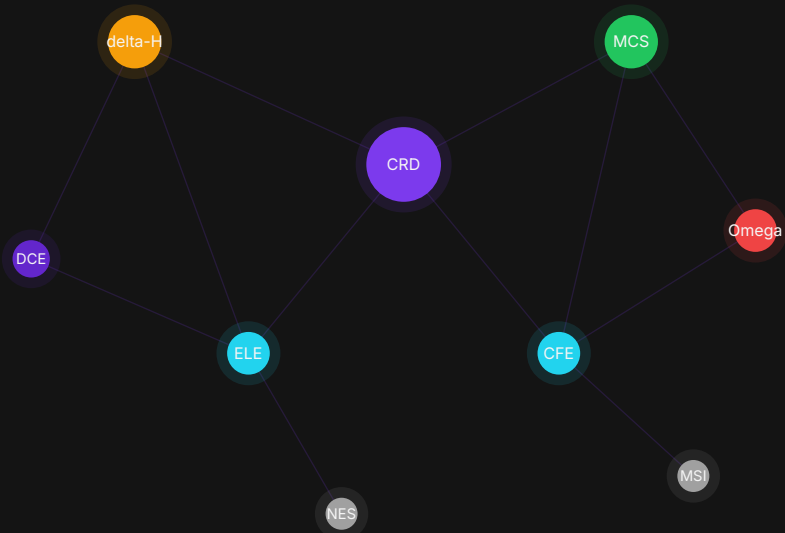 delta-H
MCS
CRD
Omega
DCE
ELE
CFE
MSI
NES